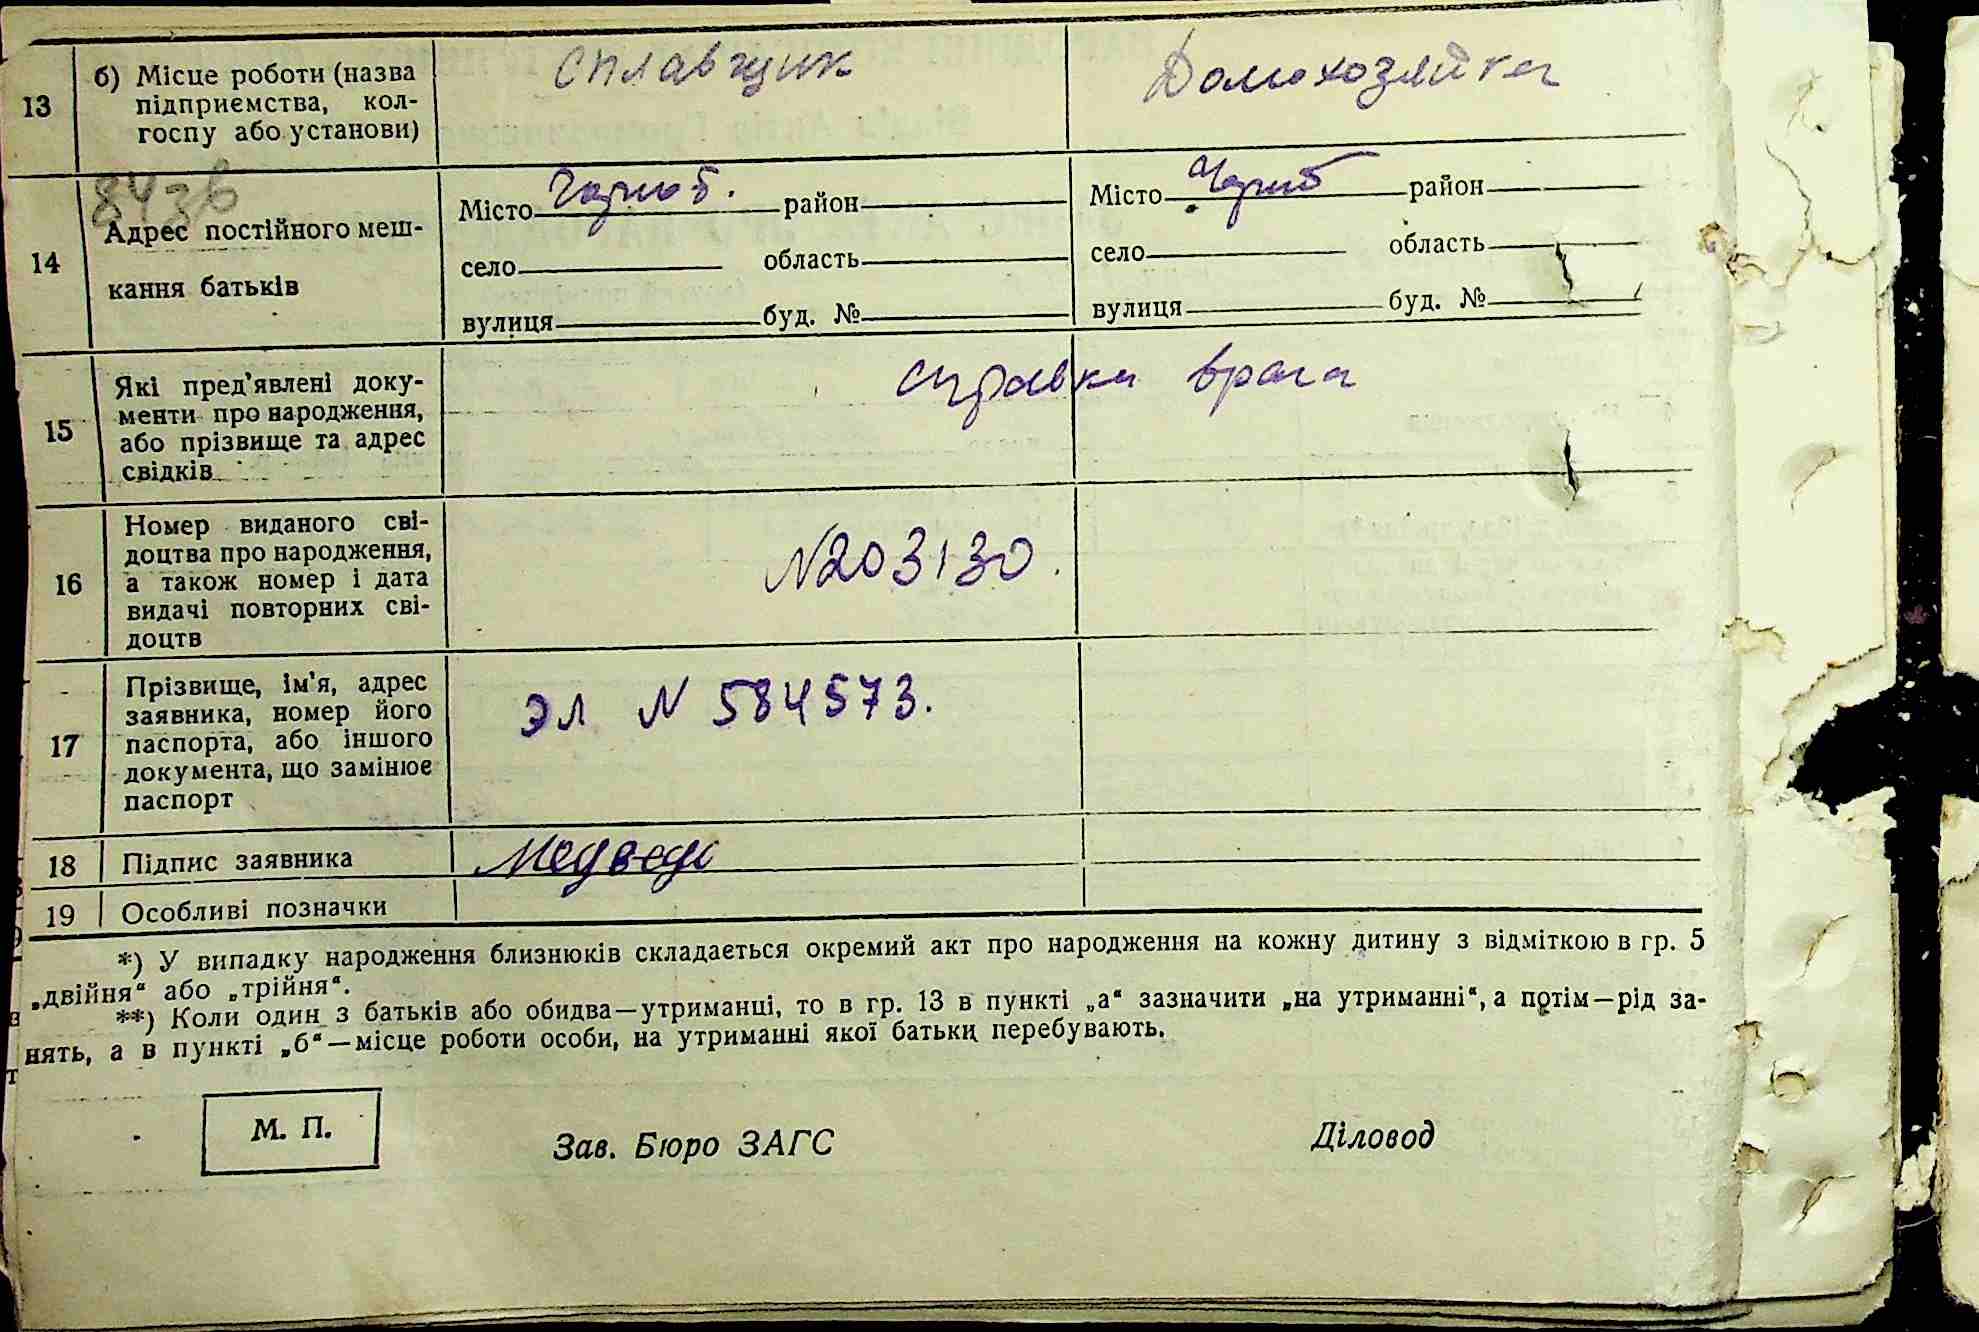 13 б) Місце роботи (назва підприємства, кол-госпу або установи) Сплавщик Домохозяйка
843в
14 Адрес постійного меш-кання батьків
Місто Черноб. район Місто Черноб район
село область село область
вулиця буд. № вулиця буд. №
15 Які пред'явлені доку-менти про народження, або прізвище та адрес свідків справка врача
16 Номер виданого сві-доцтва про народження, а також номер і дата видачі повторних сві-доцтв N203130.
17 Прізвище, ім'я, адрес заявника, номер його паспорта, або іншого документа, що замінює паспорт ЭЛ N 584573.
18 Підпис заявника Медведь
19 Особливі позначки
*) У випадку народження близнюків складається окремий акт про народження на кожну дитину з відміткою в гр. 5
„двійня“ або „трійня“.
**) Коли один з батьків або обидва—утриманці, то в гр. 13 в пункті „а“ зазначити „на утриманні“, а потім—рід за-
нять, а в пункті „б“—місце роботи особи, на утриманні якої батьки перебувають.
М. П. Зав. Бюро ЗАГС Діловод